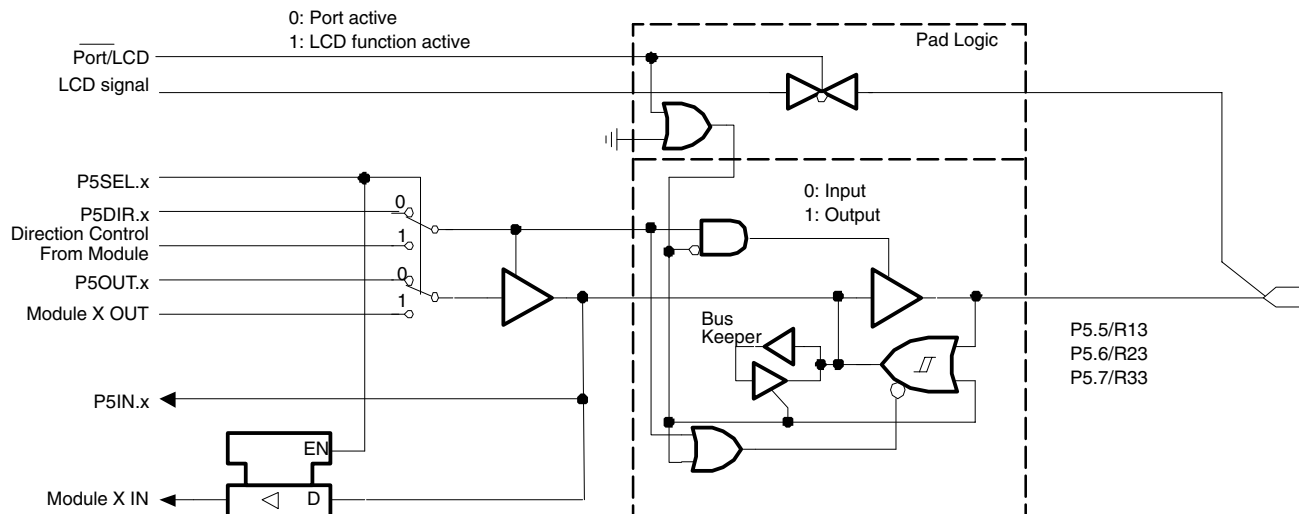 0: Port active
1: LCD function active
Pad Logic
Port/LCD
LCD signal
P5SEL.x
0
P5DIR.x
Direction Control
From Module
1
0: Input
1: Output
P5OUT.x
0
Module X OUT
1
Bus
Keeper
P5.5/R13
P5.6/R23
P5.7/R33
P5IN.x
EN
Module X IN
D